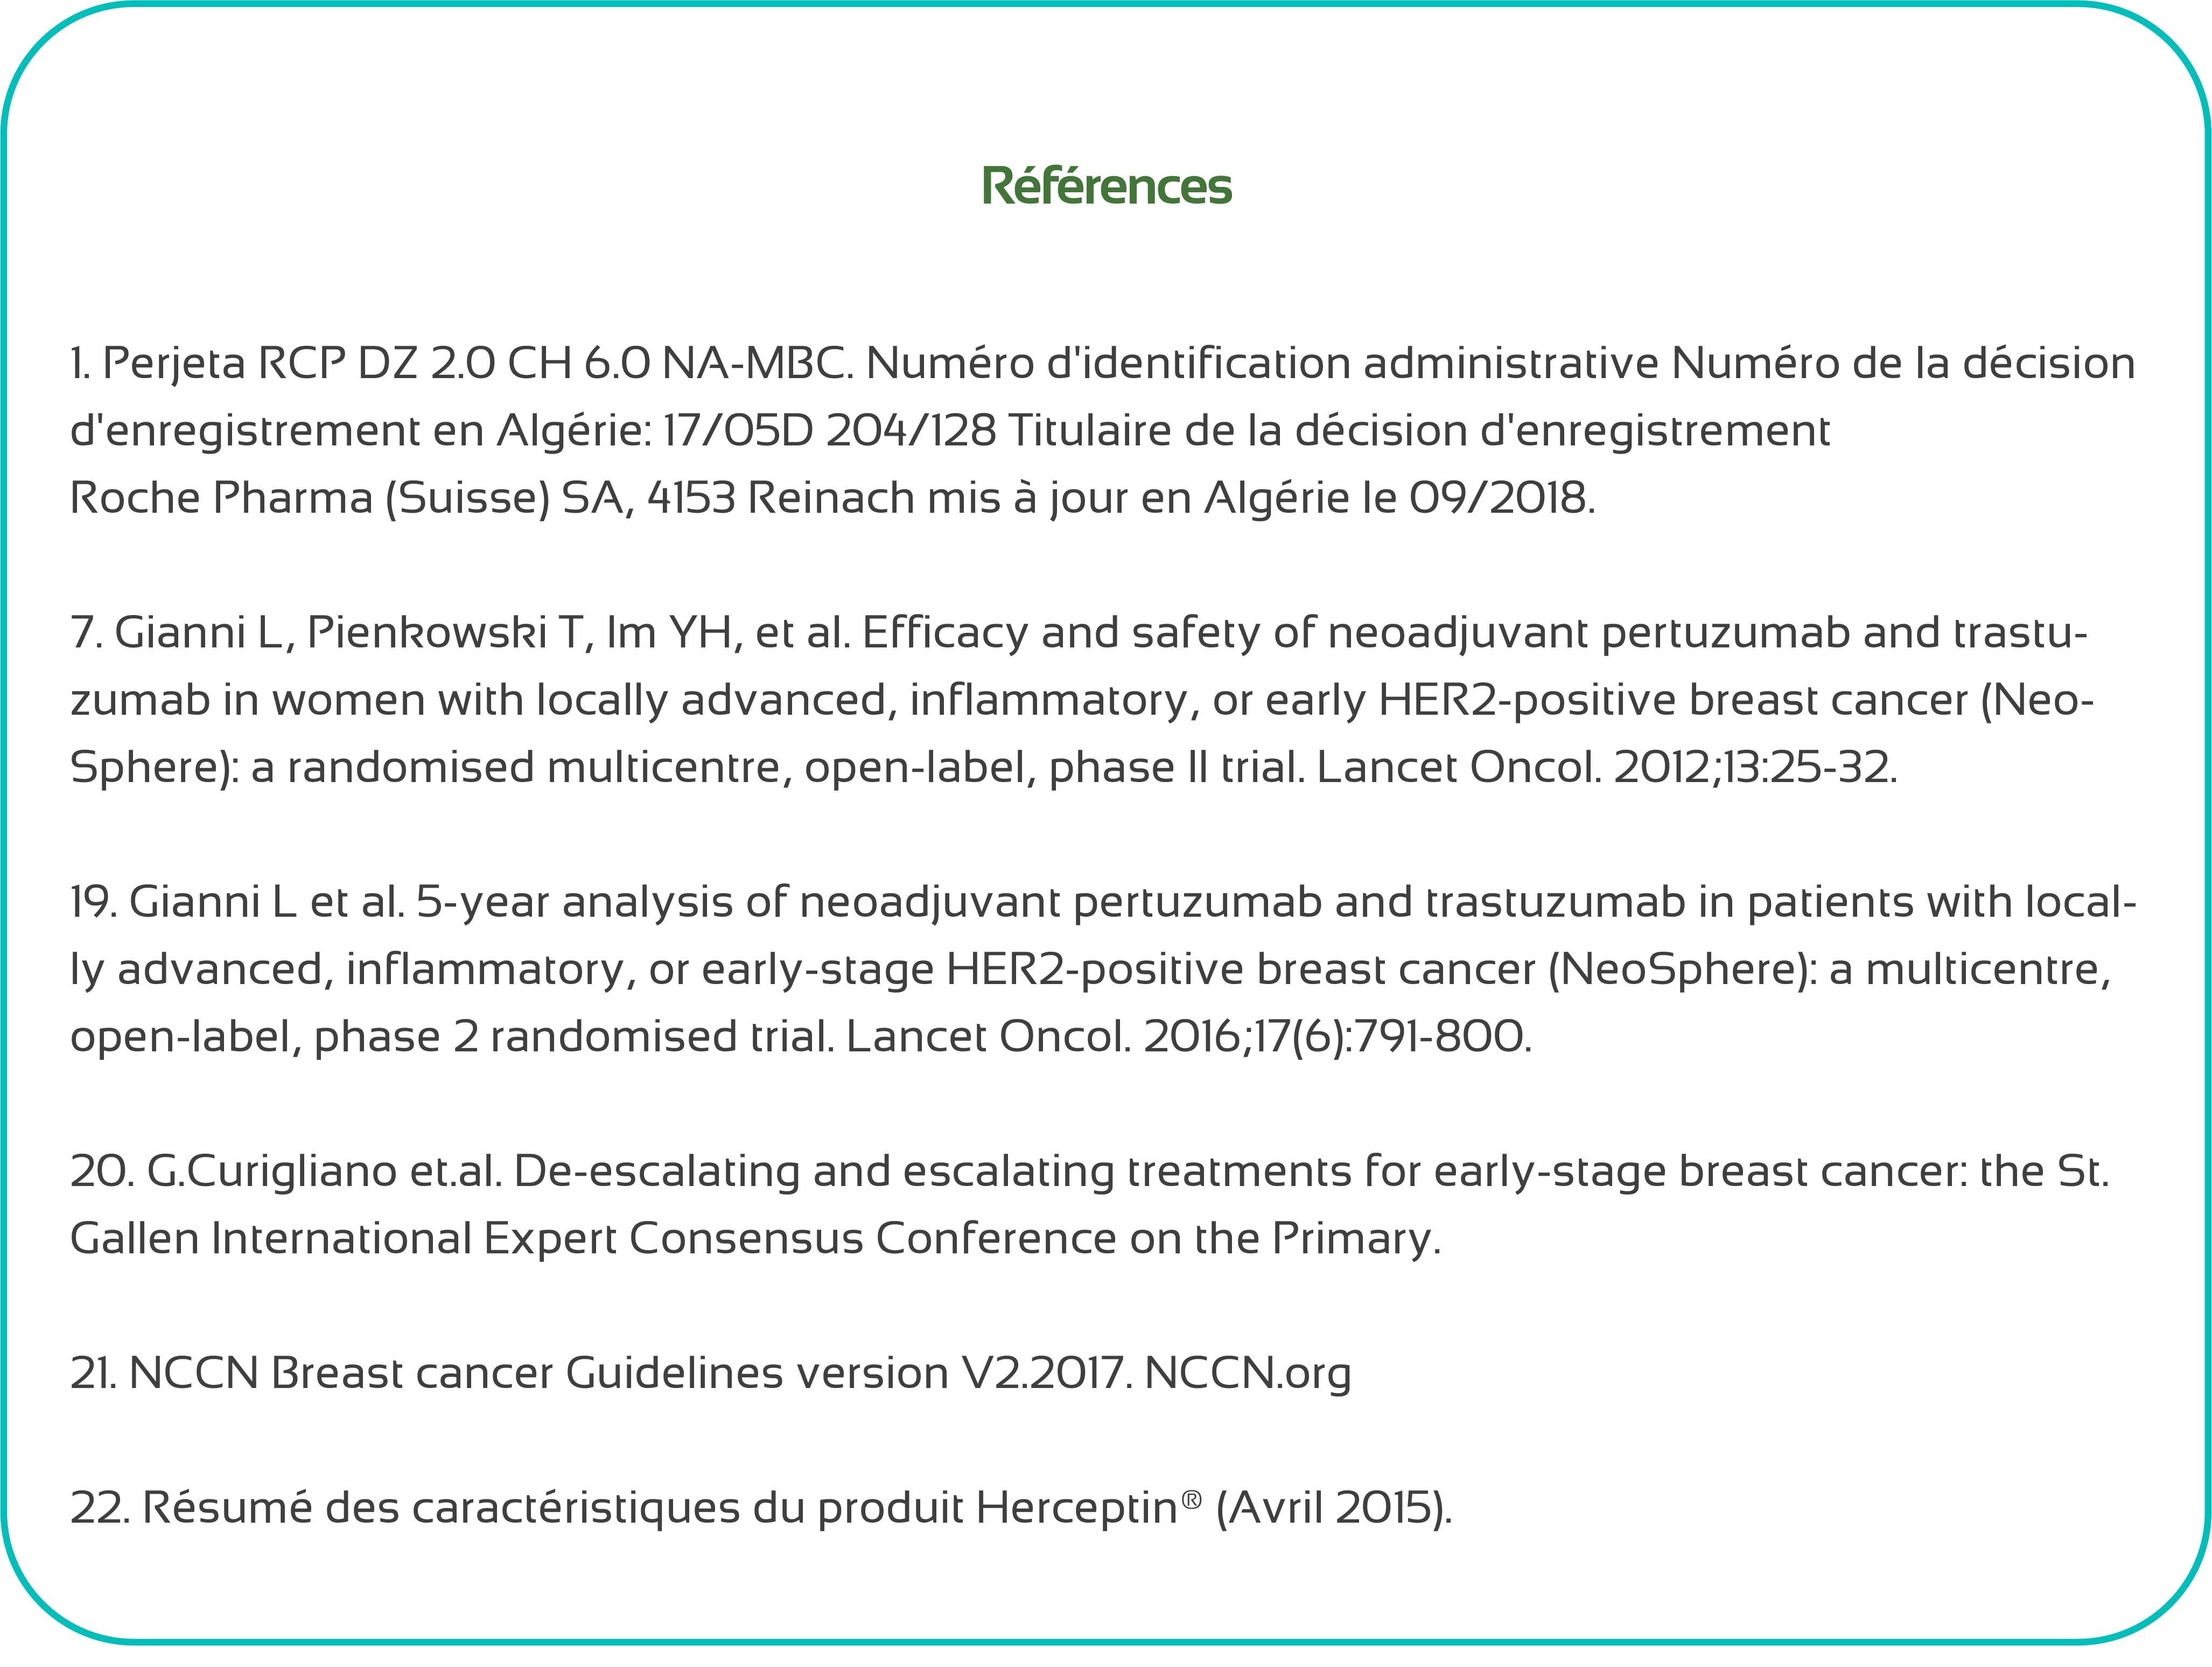 Références
1. Perjeta RCP DZ 2.0 CH 6.0 NA-MBC. Numéro d'identification administrative Numéro de la décision
d'enregistrement en Algérie: 17/05D 204/128 Titulaire de la décision d'enregistrement
Roche Pharma (Suisse) SA, 4153 Reinach mis à jour en Algérie le 09/2018.
7. Gianni L, Pienkowski T, Im YH, et al. Efficacy and safety of neoadjuvant pertuzumab and trastu-
zumab in women with locally advanced, inflammatory, or early HER2-positive breast cancer (Neo-
Sphere): a randomised multicentre, open-label, phase II trial. Lancet Oncol. 2012;13:25-32.
19. Gianni L et al. 5-year analysis of neoadjuvant pertuzumab and trastuzumab in patients with local-
ly advanced, inflammatory, or early-stage HER2-positive breast cancer (NeoSphere): a multicentre,
open-label, phase 2 randomised trial. Lancet Oncol. 2016;17(6):791-800.
20. G.Curigliano et.al. De-escalating and escalating treatments for early-stage breast cancer: the St.
Gallen International Expert Consensus Conference on the Primary.
21. NCCN Breast cancer Guidelines version V2.2017. NCCN.org
22. Résumé des caractéristiques du produit Herceptin® (Avril 2015).